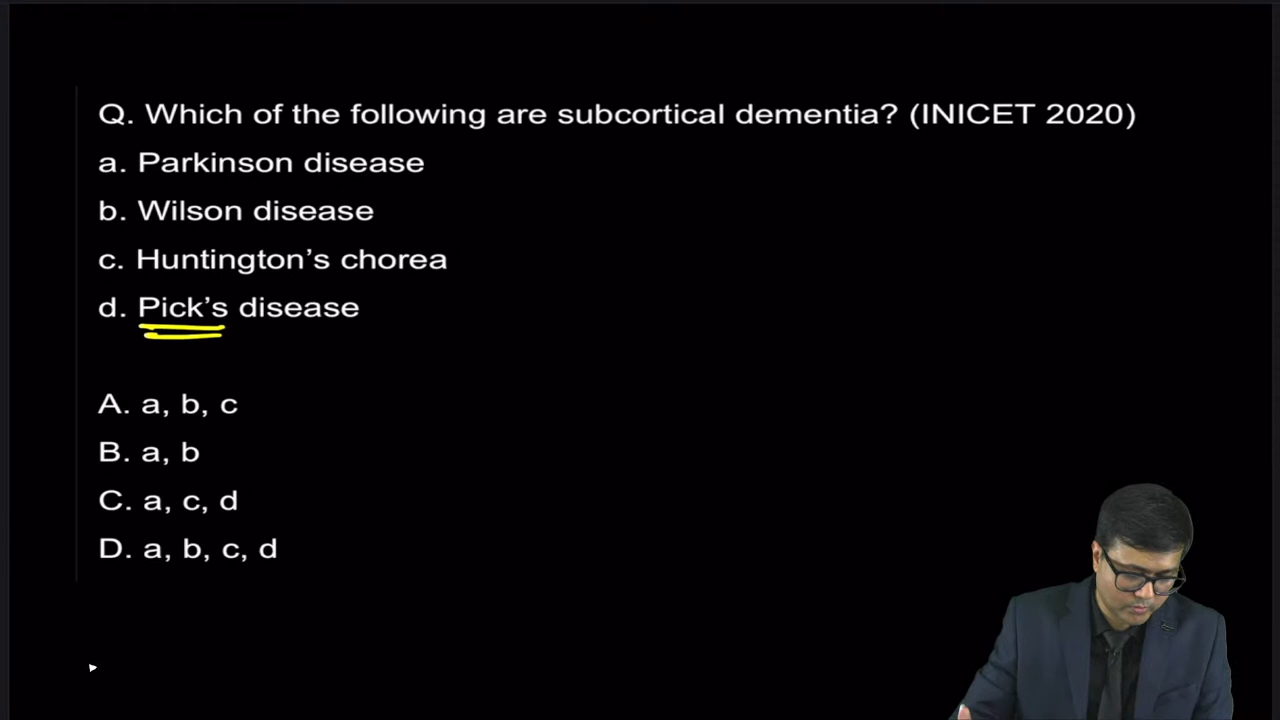 Q. Which of the following are subcortical dementia? (INICET 2020)
a. Parkinson disease
b. Wilson disease
c. Huntington’s chorea
d. Pick’s disease
A. a, b, c
B. a, b
C. a, c, d
D. a, b, c, d